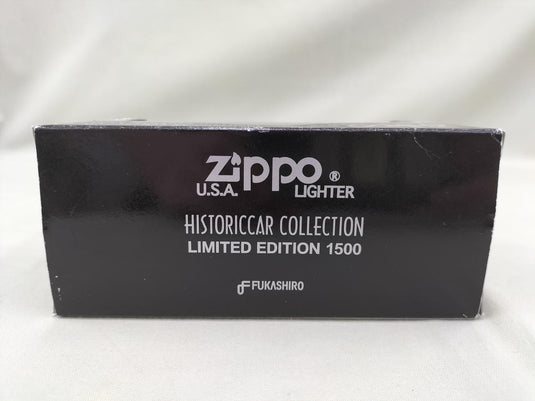 Zippo®
U.S.A. LIGHTER
HISTORICCAR COLLECTION
LIMITED EDITION 1500
FUKASHIRO